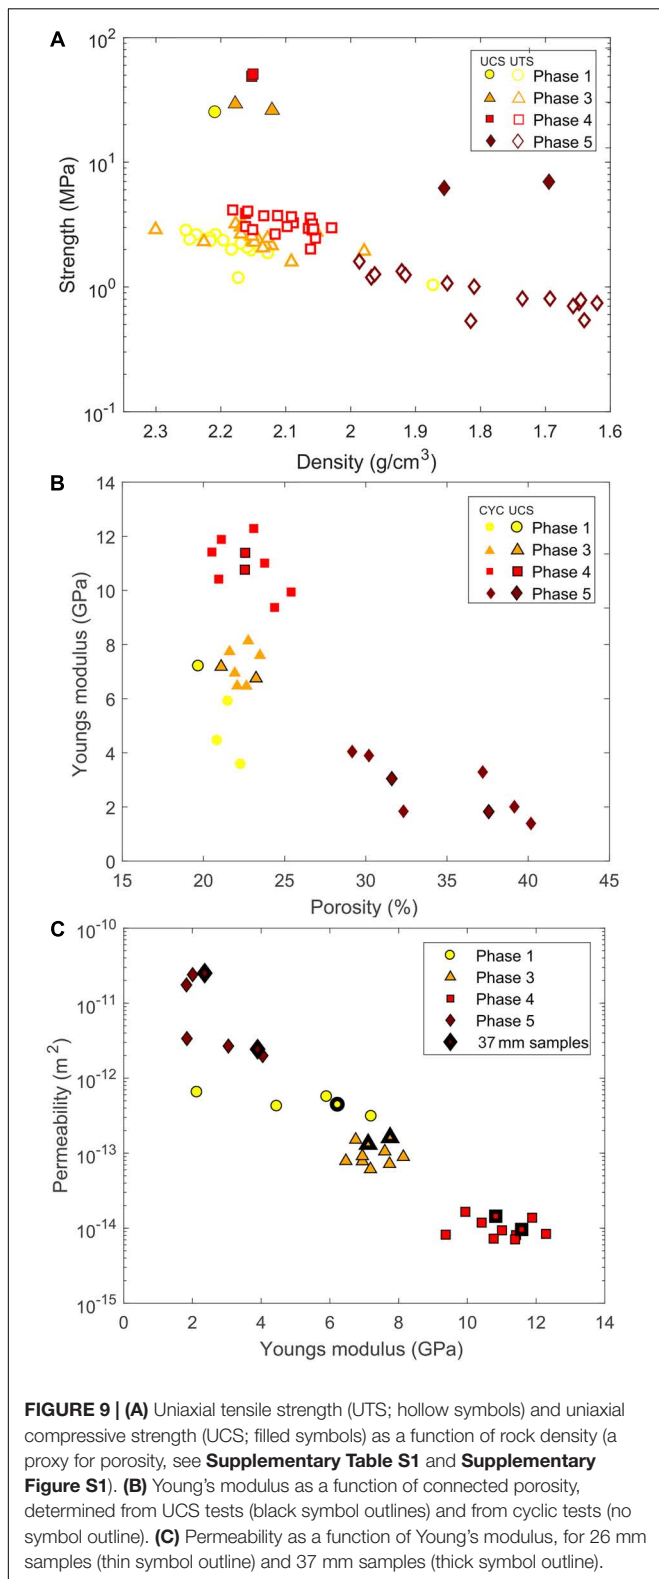 A
10^2
10^1
10^0
10^-1
Strength (MPa)
UCS UTS
Phase 1
Phase 3
Phase 4
Phase 5
2.3 2.2 2.1 2 1.9 1.8 1.7 1.6
Density (g/cm^3)
B
14
12
10
8
6
4
2
0
Youngs modulus (GPa)
CYC UCS
Phase 1
Phase 3
Phase 4
Phase 5
15 20 25 30 35 40 45
Porosity (%)
C
10^-10
10^-11
10^-12
10^-13
10^-14
10^-15
Permeability (m^2)
Phase 1
Phase 3
Phase 4
Phase 5
37 mm samples
0 2 4 6 8 10 12 14
Youngs modulus (GPa)
FIGURE 9 | (A) Uniaxial tensile strength (UTS; hollow symbols) and uniaxial
compressive strength (UCS; filled symbols) as a function of rock density (a
proxy for porosity, see Supplementary Table S1 and Supplementary
Figure S1). (B) Young's modulus as a function of connected porosity,
determined from UCS tests (black symbol outlines) and from cyclic tests (no
symbol outline). (C) Permeability as a function of Young's modulus, for 26 mm
samples (thin symbol outline) and 37 mm samples (thick symbol outline).